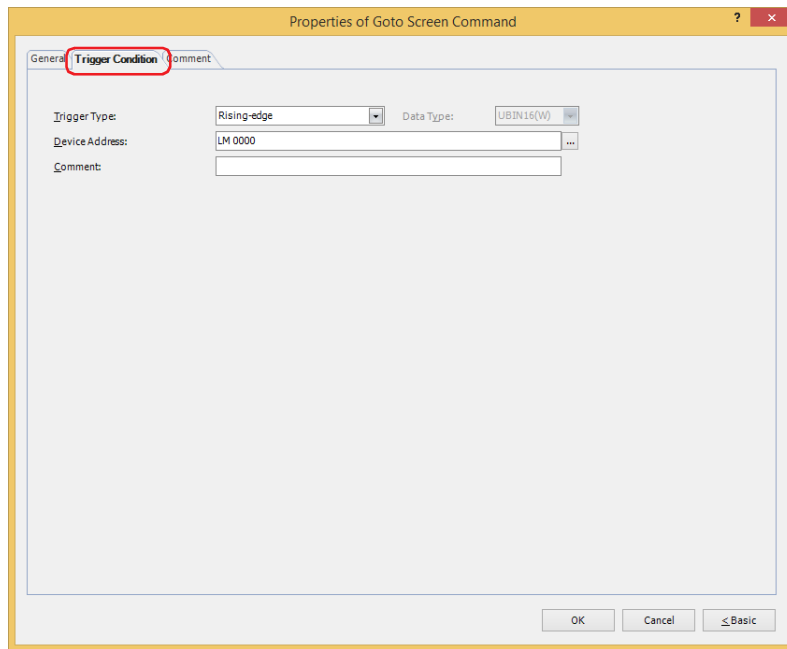 Properties of Goto Screen Command ? ×
General Trigger Condition Comment
Trigger Type: Rising-edge Data Type: UBIN16(W)
Device Address: LM 0000 ...
Comment:
OK Cancel < Basic